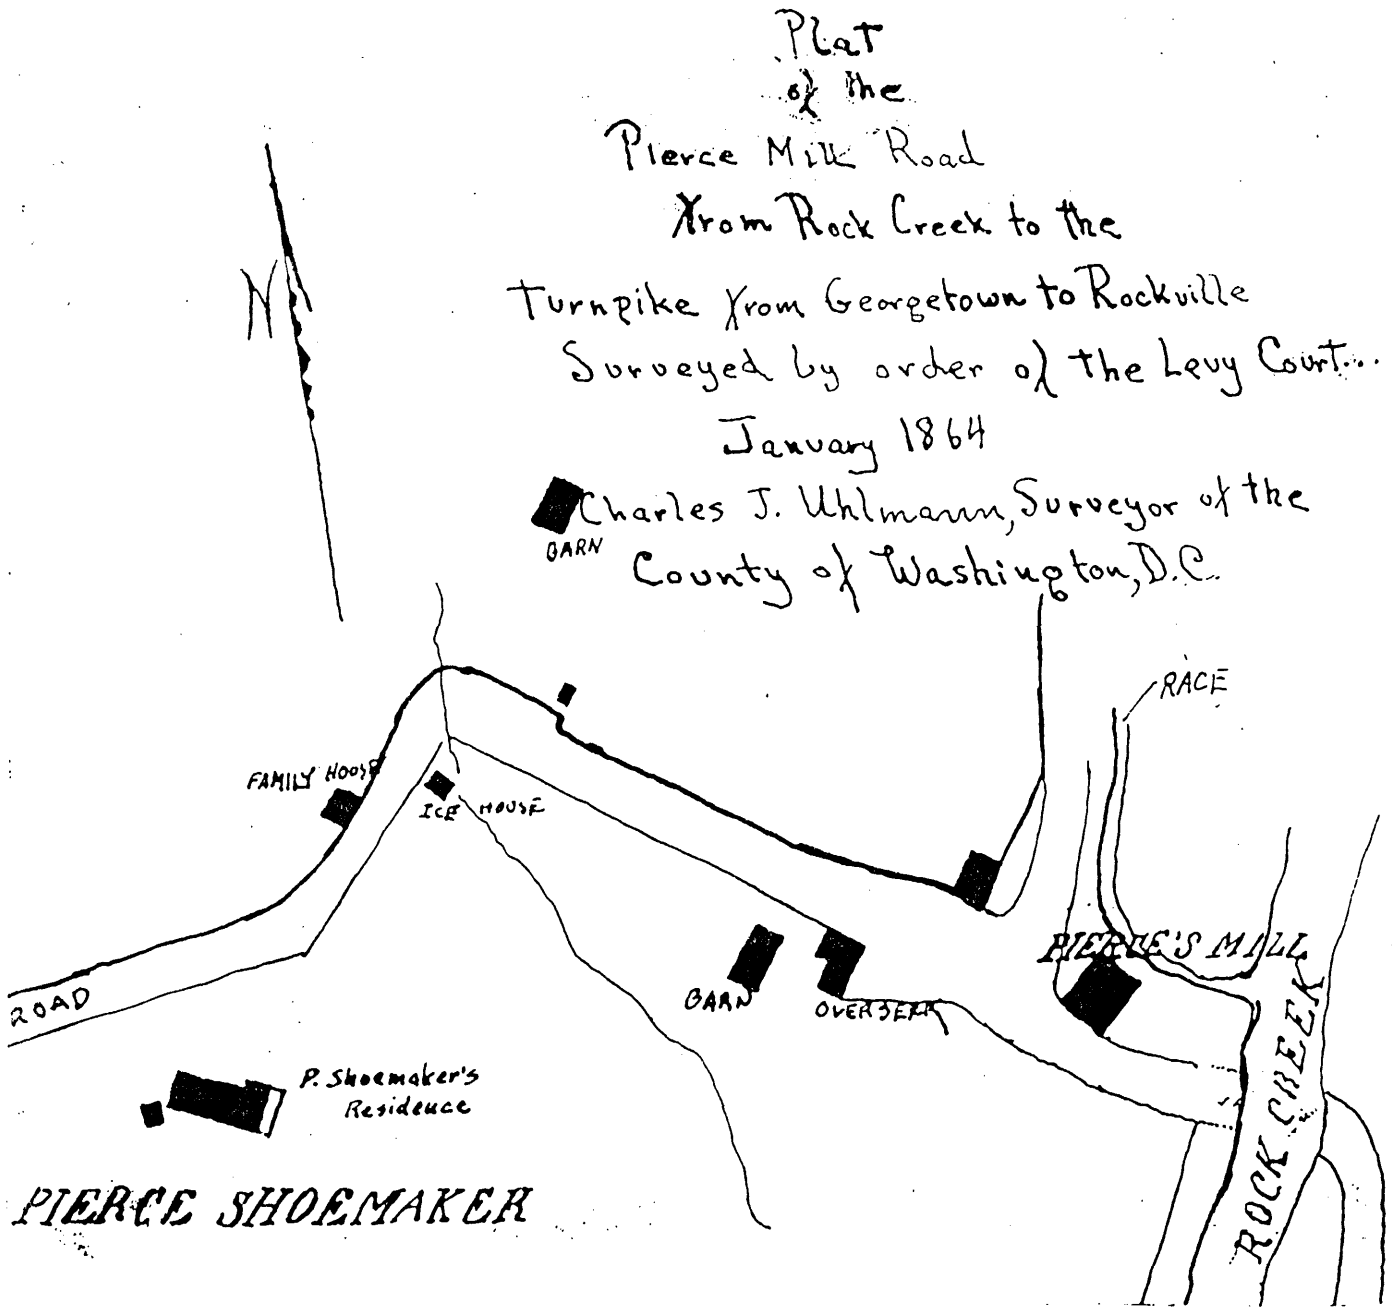 Plat
of the
Pierce Mill Road
from Rock Creek to the
Turnpike from Georgetown to Rockville
Surveyed by order of the Levy Court...
January 1864
Charles J. Uhlmann, Surveyor of the
County of Washington, D.C.
BARN
N
RACE
FAMILY HOUSE
ICE HOUSE
PIERCE'S MILL
BARN
OVERSEER
ROAD
ROCK CREEK
P. Shoemaker's
Residence
PIERCE SHOEMAKER